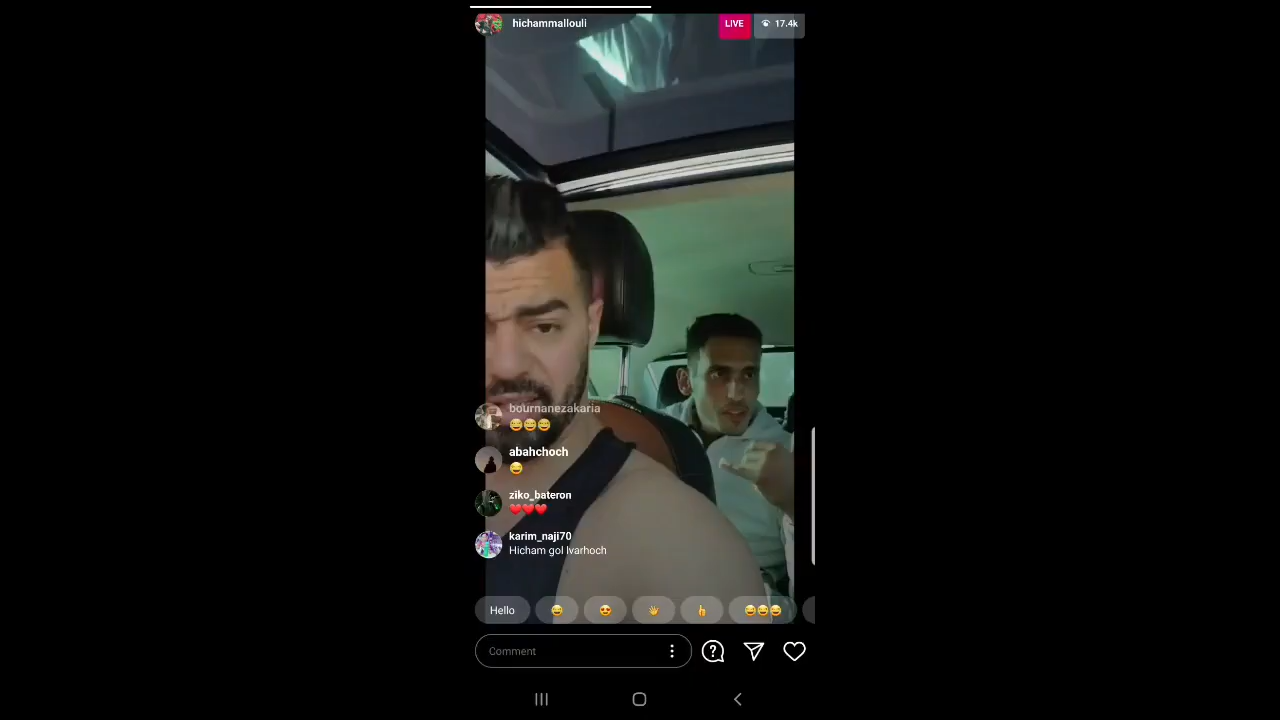 hichammallouli
LIVE
17.4k
bournanezakaria
😅😅😅
abahchoch
😂
ziko_bateron
❤️❤️❤️
karim_naji70
Hicham gol lvarhoch
Hello
Comment